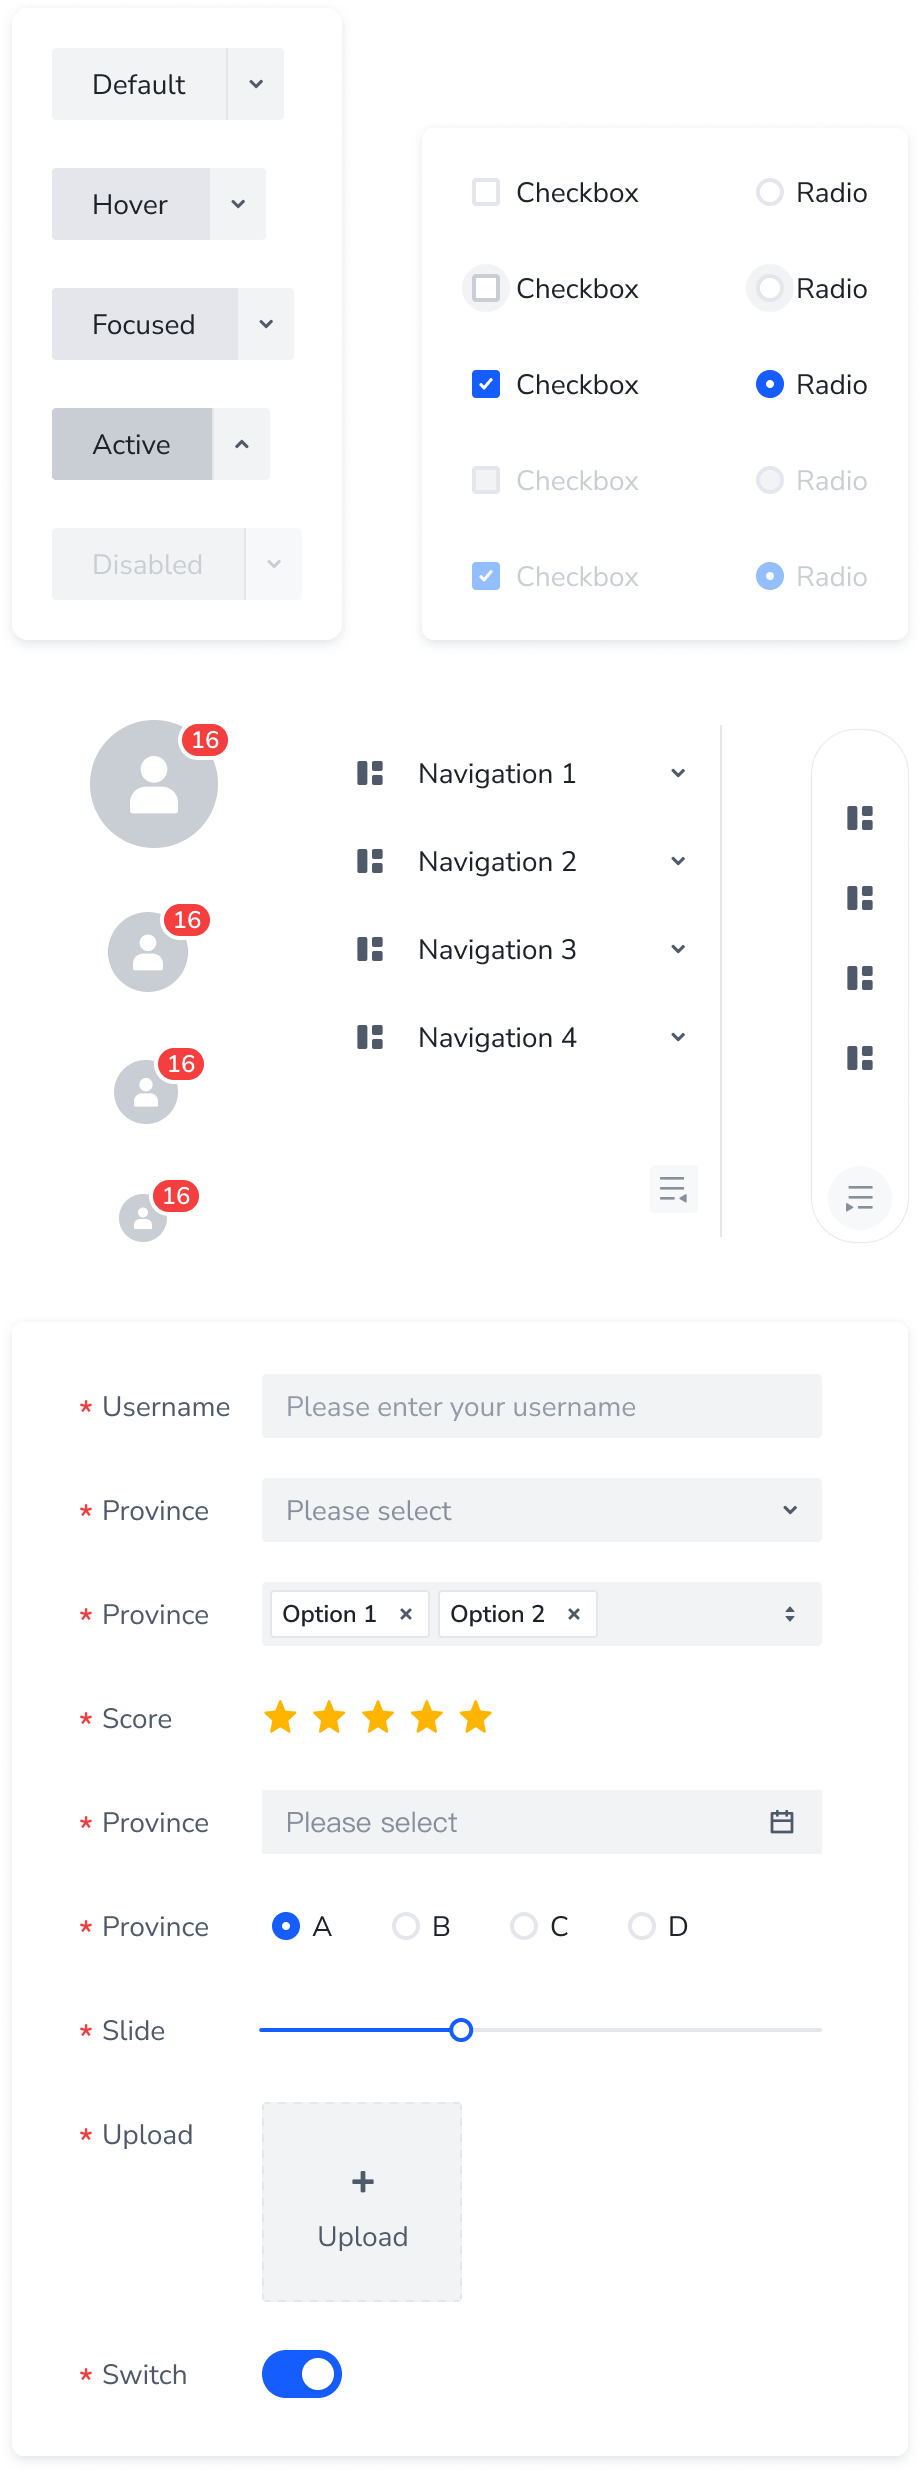 Default
Hover
Focused
Active
Disabled
Checkbox Radio
Checkbox Radio
Checkbox Radio
Checkbox Radio
Checkbox Radio
16
16
16
16
Navigation 1
Navigation 2
Navigation 3
Navigation 4
* Username Please enter your username
* Province Please select
* Province Option 1 Option 2
* Score
* Province Please select
* Province A B C D
* Slide
* Upload
Upload
* Switch